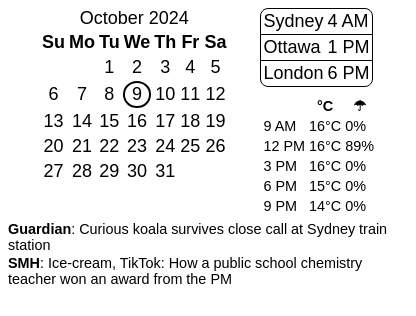 October 2024
Su Mo Tu We Th Fr Sa
1 2 3 4 5
6 7 8 9 10 11 12
13 14 15 16 17 18 19
20 21 22 23 24 25 26
27 28 29 30 31
Sydney 4 AM
Ottawa 1 PM
London 6 PM
°C ☂
9 AM 16°C 0%
12 PM 16°C 89%
3 PM 16°C 0%
6 PM 15°C 0%
9 PM 14°C 0%
Guardian: Curious koala survives close call at Sydney train
station
SMH: Ice-cream, TikTok: How a public school chemistry
teacher won an award from the PM